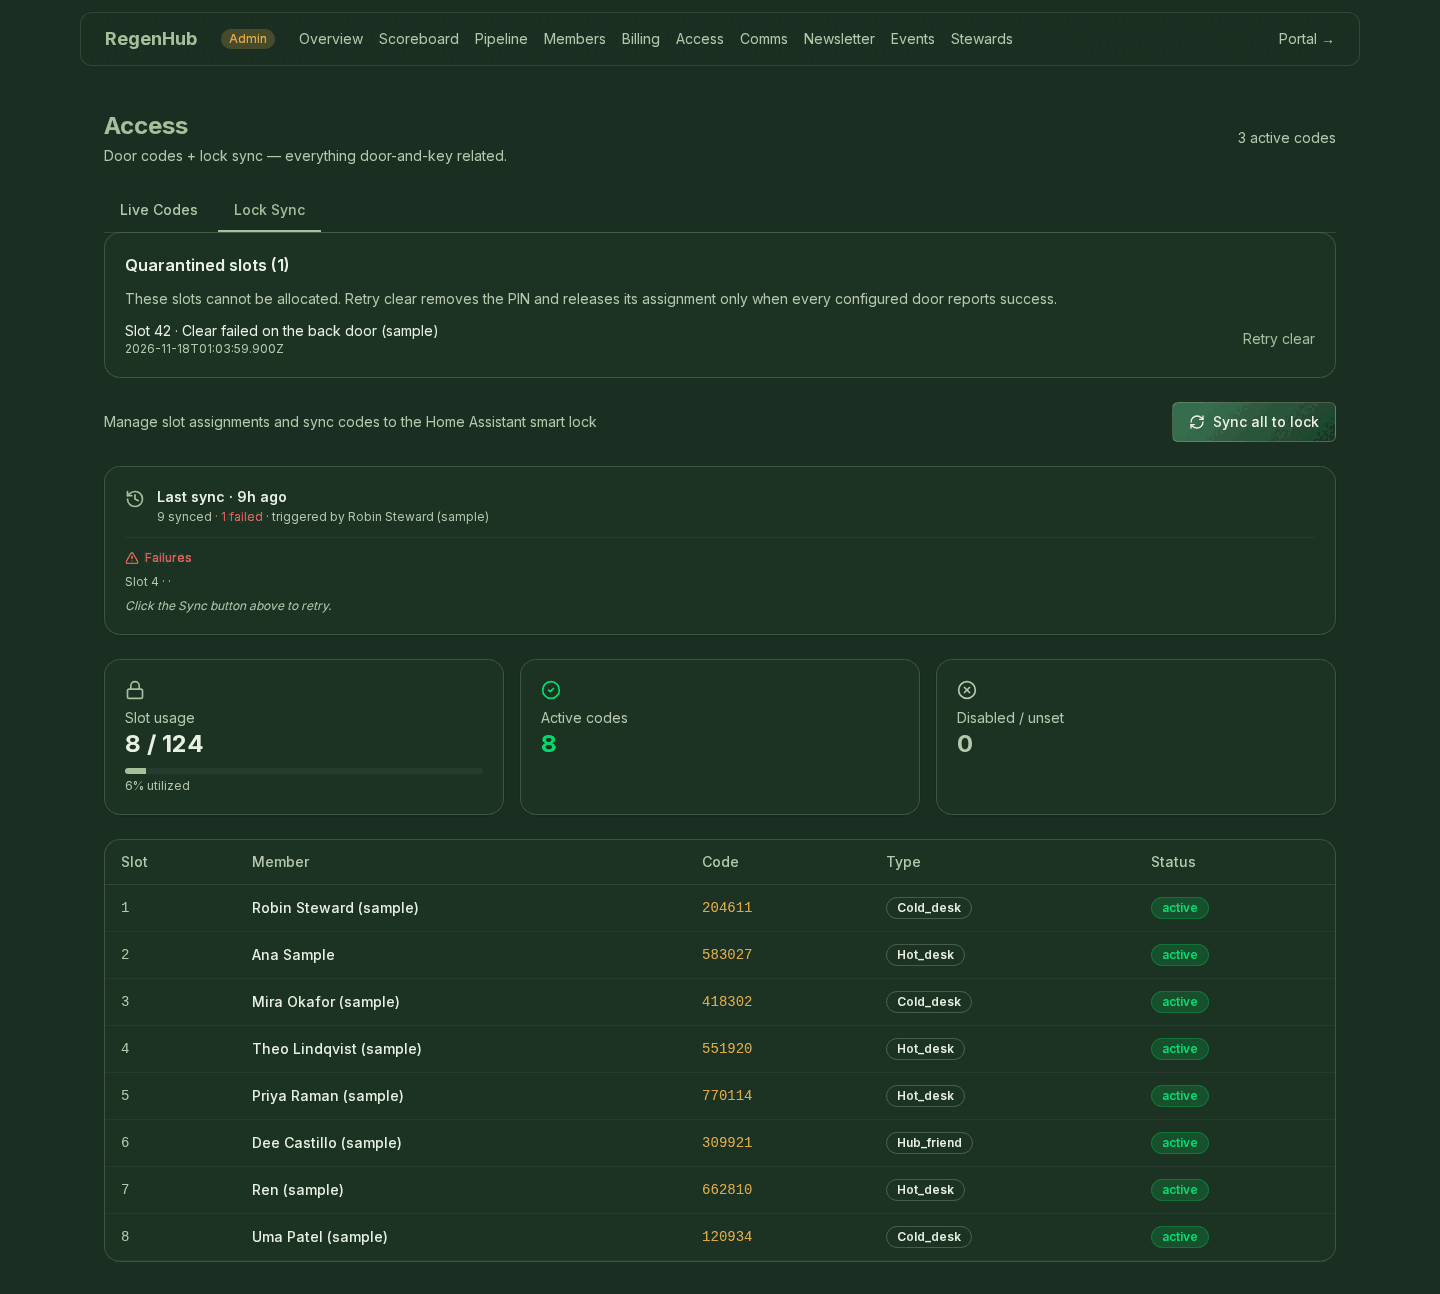 RegenHub Admin Overview Scoreboard Pipeline Members Billing Access Comms Newsletter Events Stewards Portal →
Access
Door codes + lock sync — everything door-and-key related.
3 active codes
Live Codes Lock Sync
Quarantined slots (1)
These slots cannot be allocated. Retry clear removes the PIN and releases its assignment only when every configured door reports success.
Slot 42 · Clear failed on the back door (sample)
2026-11-18T01:03:59.900Z
Retry clear
Manage slot assignments and sync codes to the Home Assistant smart lock
Sync all to lock
Last sync · 9h ago
9 synced · 1 failed · triggered by Robin Steward (sample)
Failures
Slot 4 · ·
Click the Sync button above to retry.
Slot usage
8 / 124
6% utilized
Active codes
8
Disabled / unset
0
Slot Member Code Type Status
1 Robin Steward (sample) 204611 Cold_desk active
2 Ana Sample 583027 Hot_desk active
3 Mira Okafor (sample) 418302 Cold_desk active
4 Theo Lindqvist (sample) 551920 Hot_desk active
5 Priya Raman (sample) 770114 Hot_desk active
6 Dee Castillo (sample) 309921 Hub_friend active
7 Ren (sample) 662810 Hot_desk active
8 Uma Patel (sample) 120934 Cold_desk active